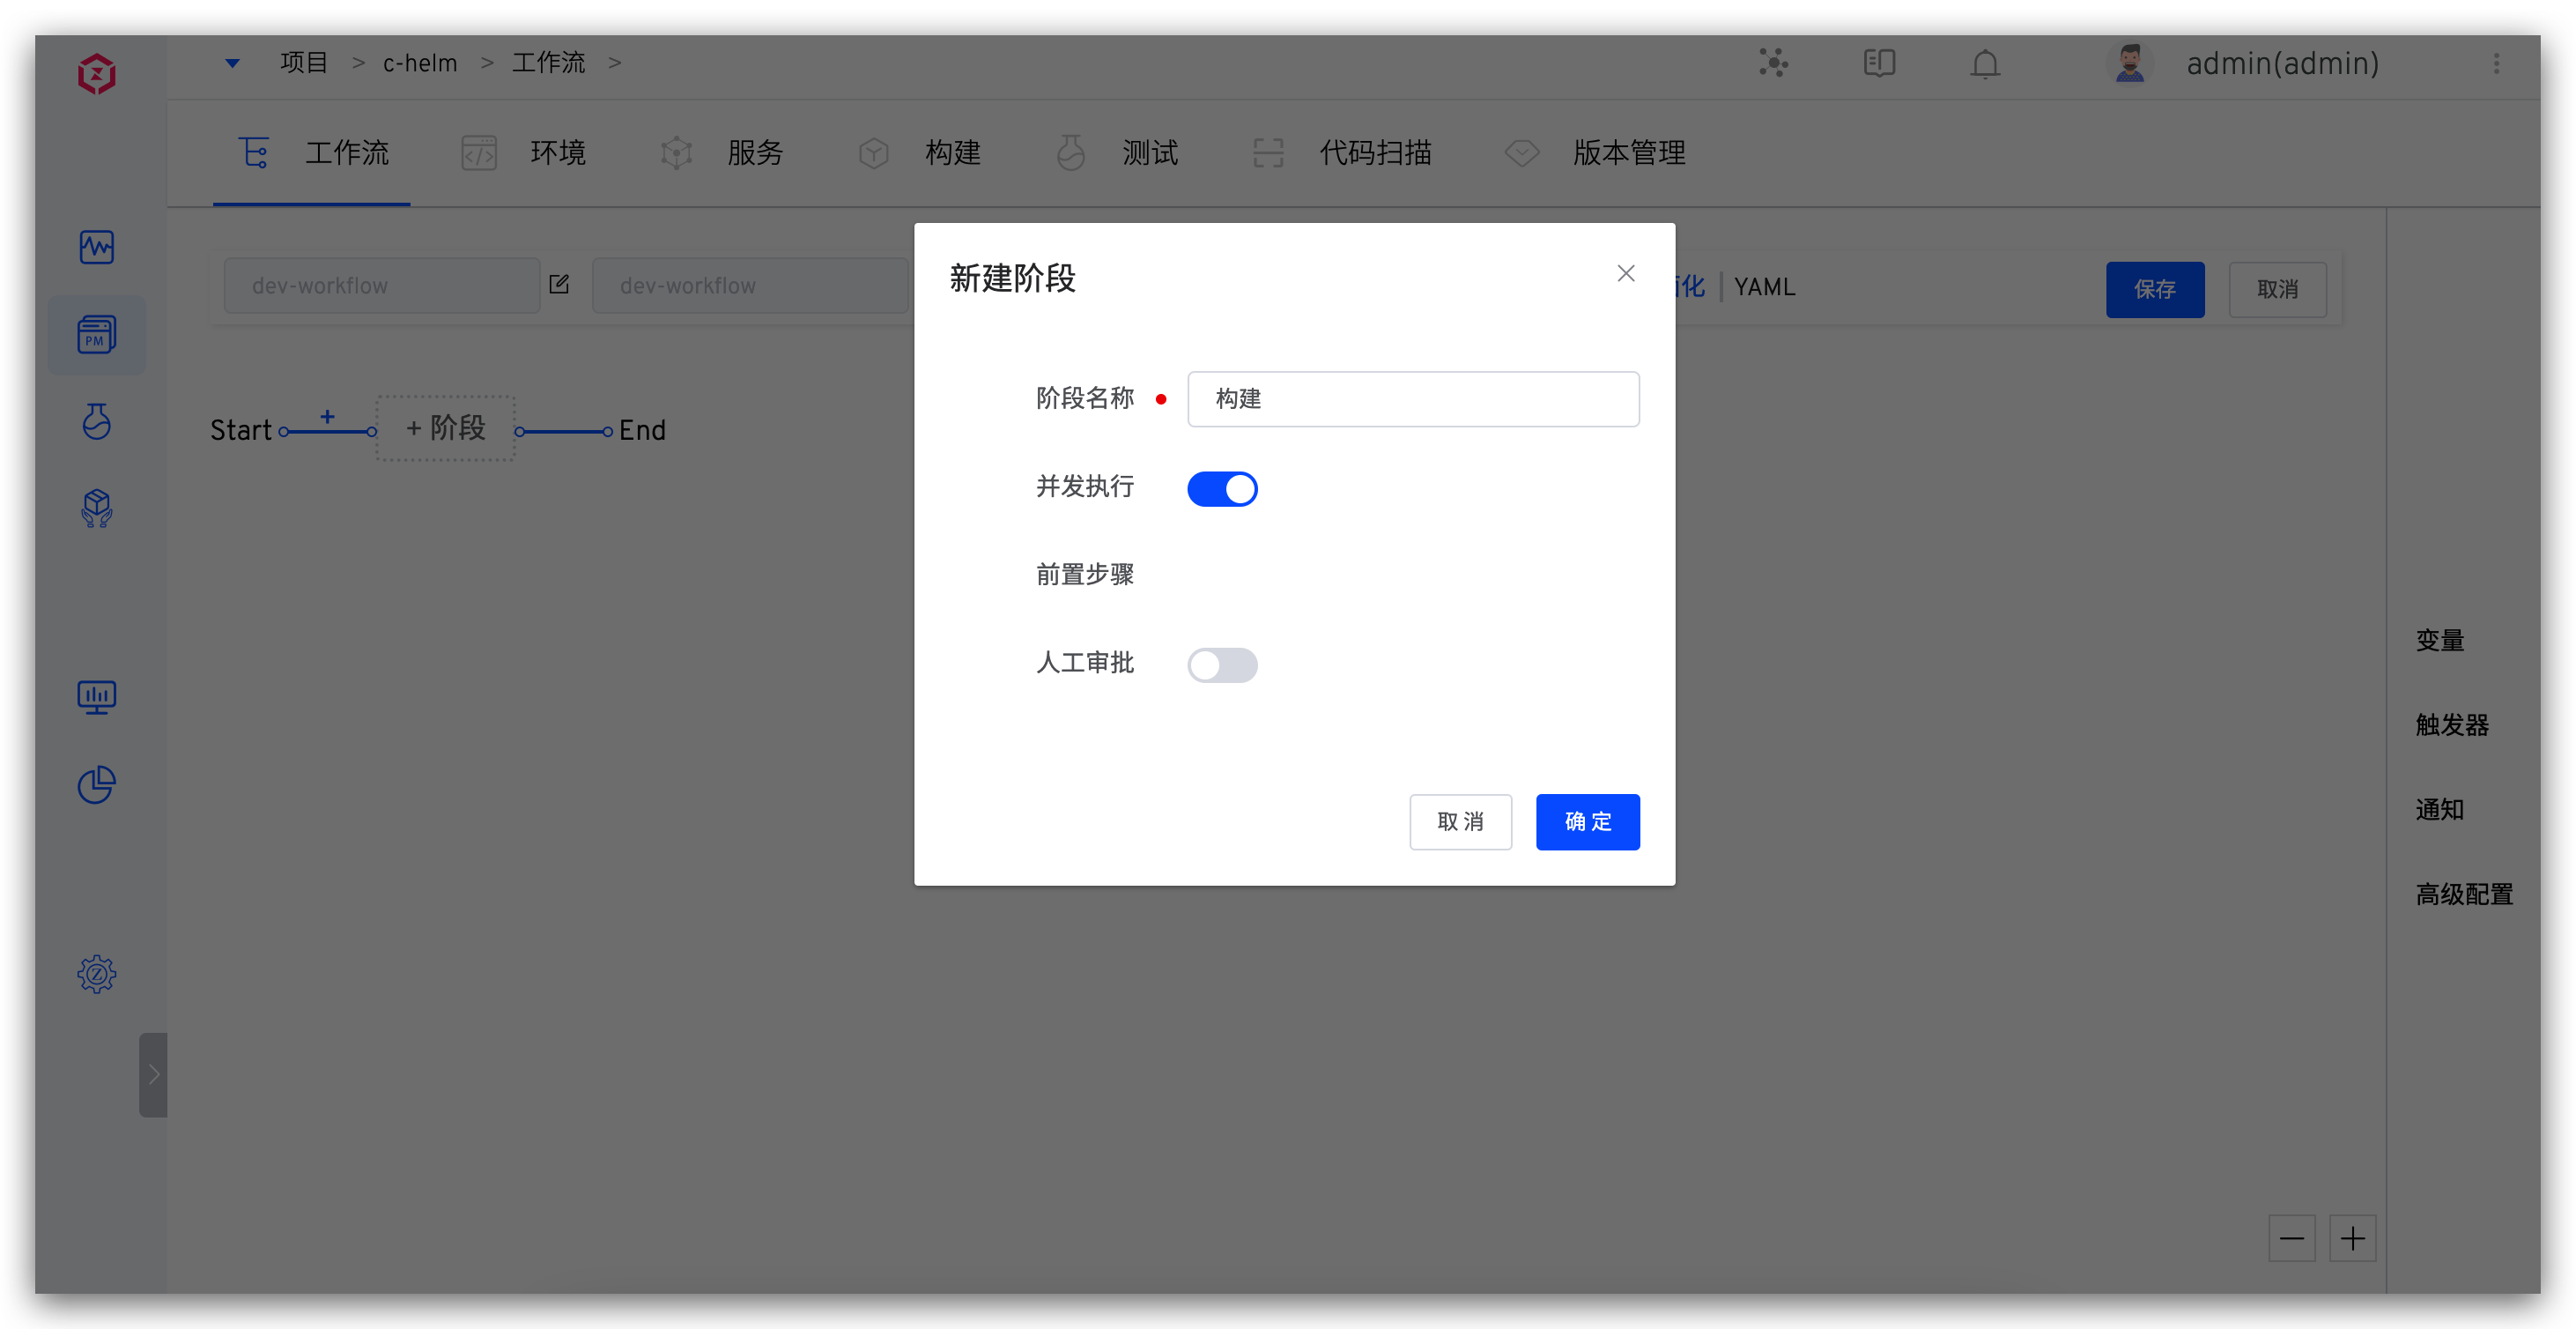 项目 > c-helm > 工作流 >
admin(admin)
工作流 环境 服务 构建 测试 代码扫描 版本管理
PM
dev-workflow dev-workflow
化 | YAML
保存 取消
Start + + 阶段 End
新建阶段
阶段名称 构建
并发执行
前置步骤
人工审批
取消 确定
变量
触发器
通知
高级配置